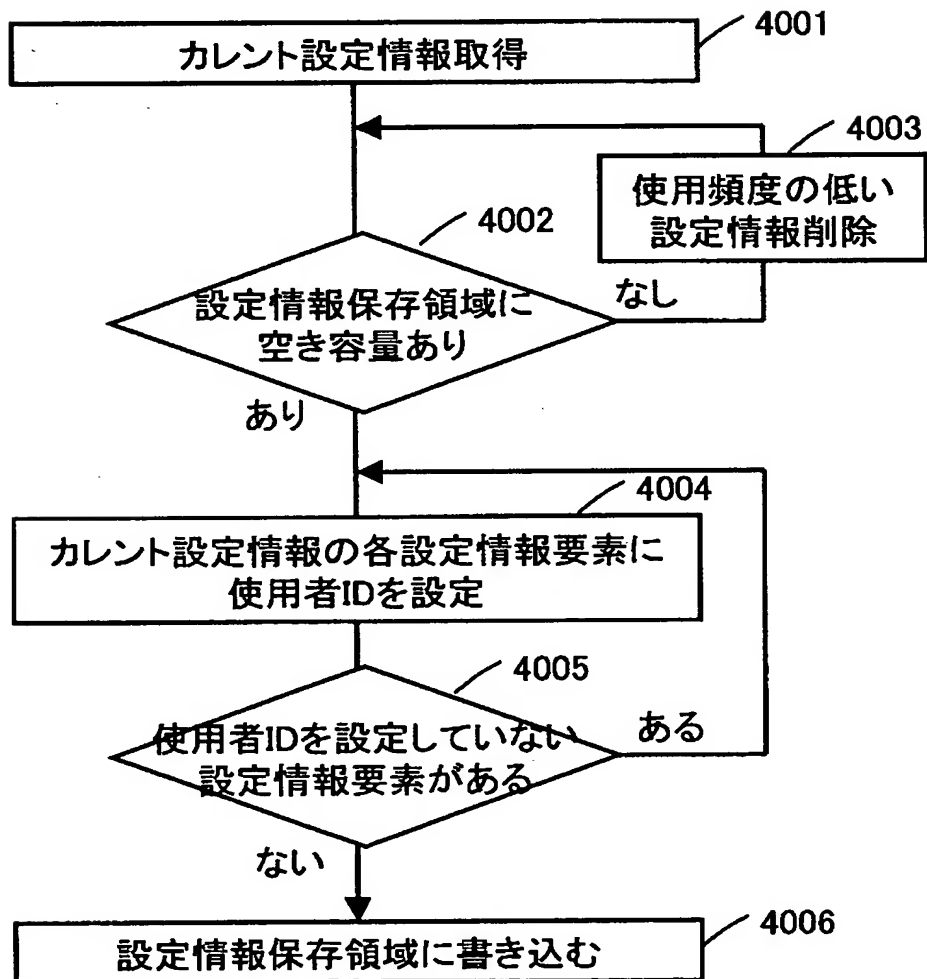 4001
カレント設定情報取得
4003
使用頻度の低い
設定情報削除
4002
設定情報保存領域に
空き容量あり
なし
あり
4004
カレント設定情報の各設定情報要素に
使用者IDを設定
4005
使用者IDを設定していない
設定情報要素がある
ある
ない
4006
設定情報保存領域に書き込む